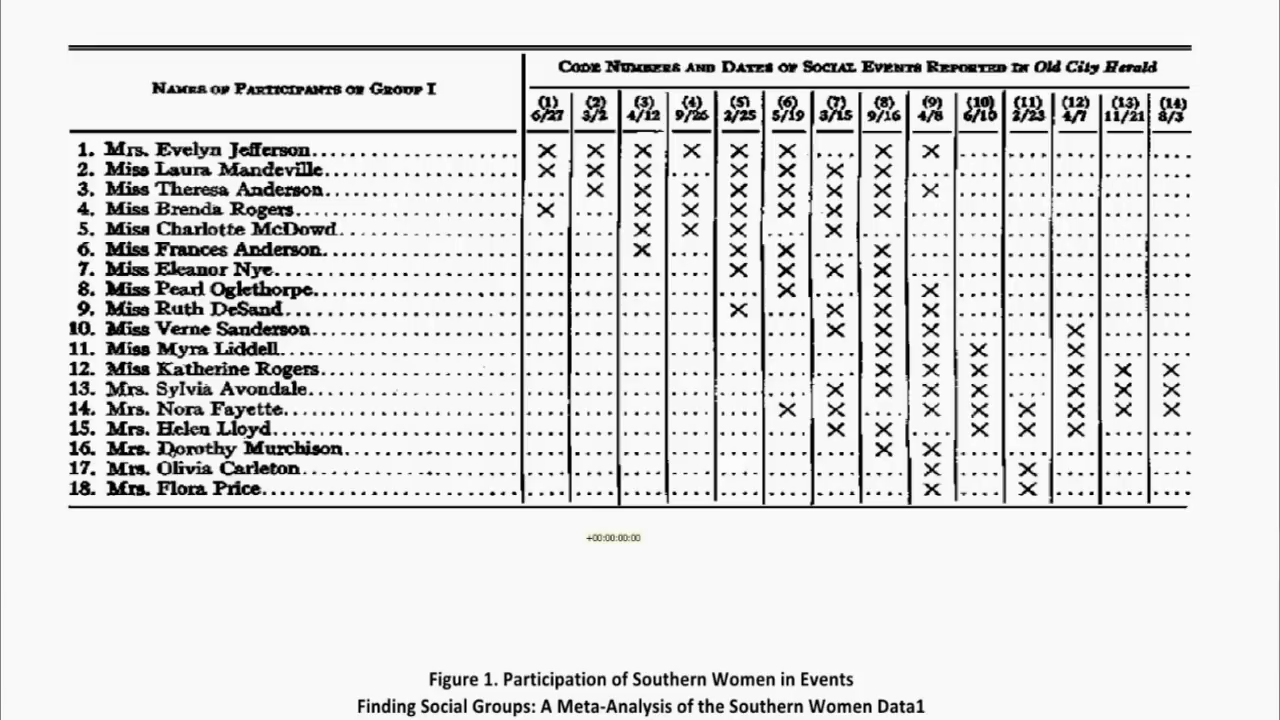 CODE NUMBERS AND DATES OF SOCIAL EVENTS REPORTED IN Old City Herald
NAMES OF PARTICIPANTS OF GROUP I
(1) (2) (3) (4) (5) (6) (7) (8) (9) (10) (11) (12) (13) (14)
6/27 3/2 4/12 9/26 2/25 5/19 3/15 9/16 4/8 6/10 2/23 4/7 11/21 8/3
1. Mrs. Evelyn Jefferson × × × × × × × ×
2. Miss Laura Mandeville × × × × × × ×
3. Miss Theresa Anderson × × × × × × × ×
4. Miss Brenda Rogers × × × × × × ×
5. Miss Charlotte McDowd × × × ×
6. Miss Frances Anderson × × × ×
7. Miss Eleanor Nye × × × ×
8. Miss Pearl Oglethorpe × × ×
9. Miss Ruth DeSand × × × ×
10. Miss Verne Sanderson × × × ×
11. Miss Myra Liddell × × × ×
12. Miss Katherine Rogers × × × × × ×
13. Mrs. Sylvia Avondale × × × × × × ×
14. Mrs. Nora Fayette × × × × × × × ×
15. Mrs. Helen Lloyd × × × × ×
16. Mrs. Dorothy Murchison × ×
17. Mrs. Olivia Carleton × ×
18. Mrs. Flora Price × ×
+00:00:00:00
Figure 1. Participation of Southern Women in Events
Finding Social Groups: A Meta-Analysis of the Southern Women Data1